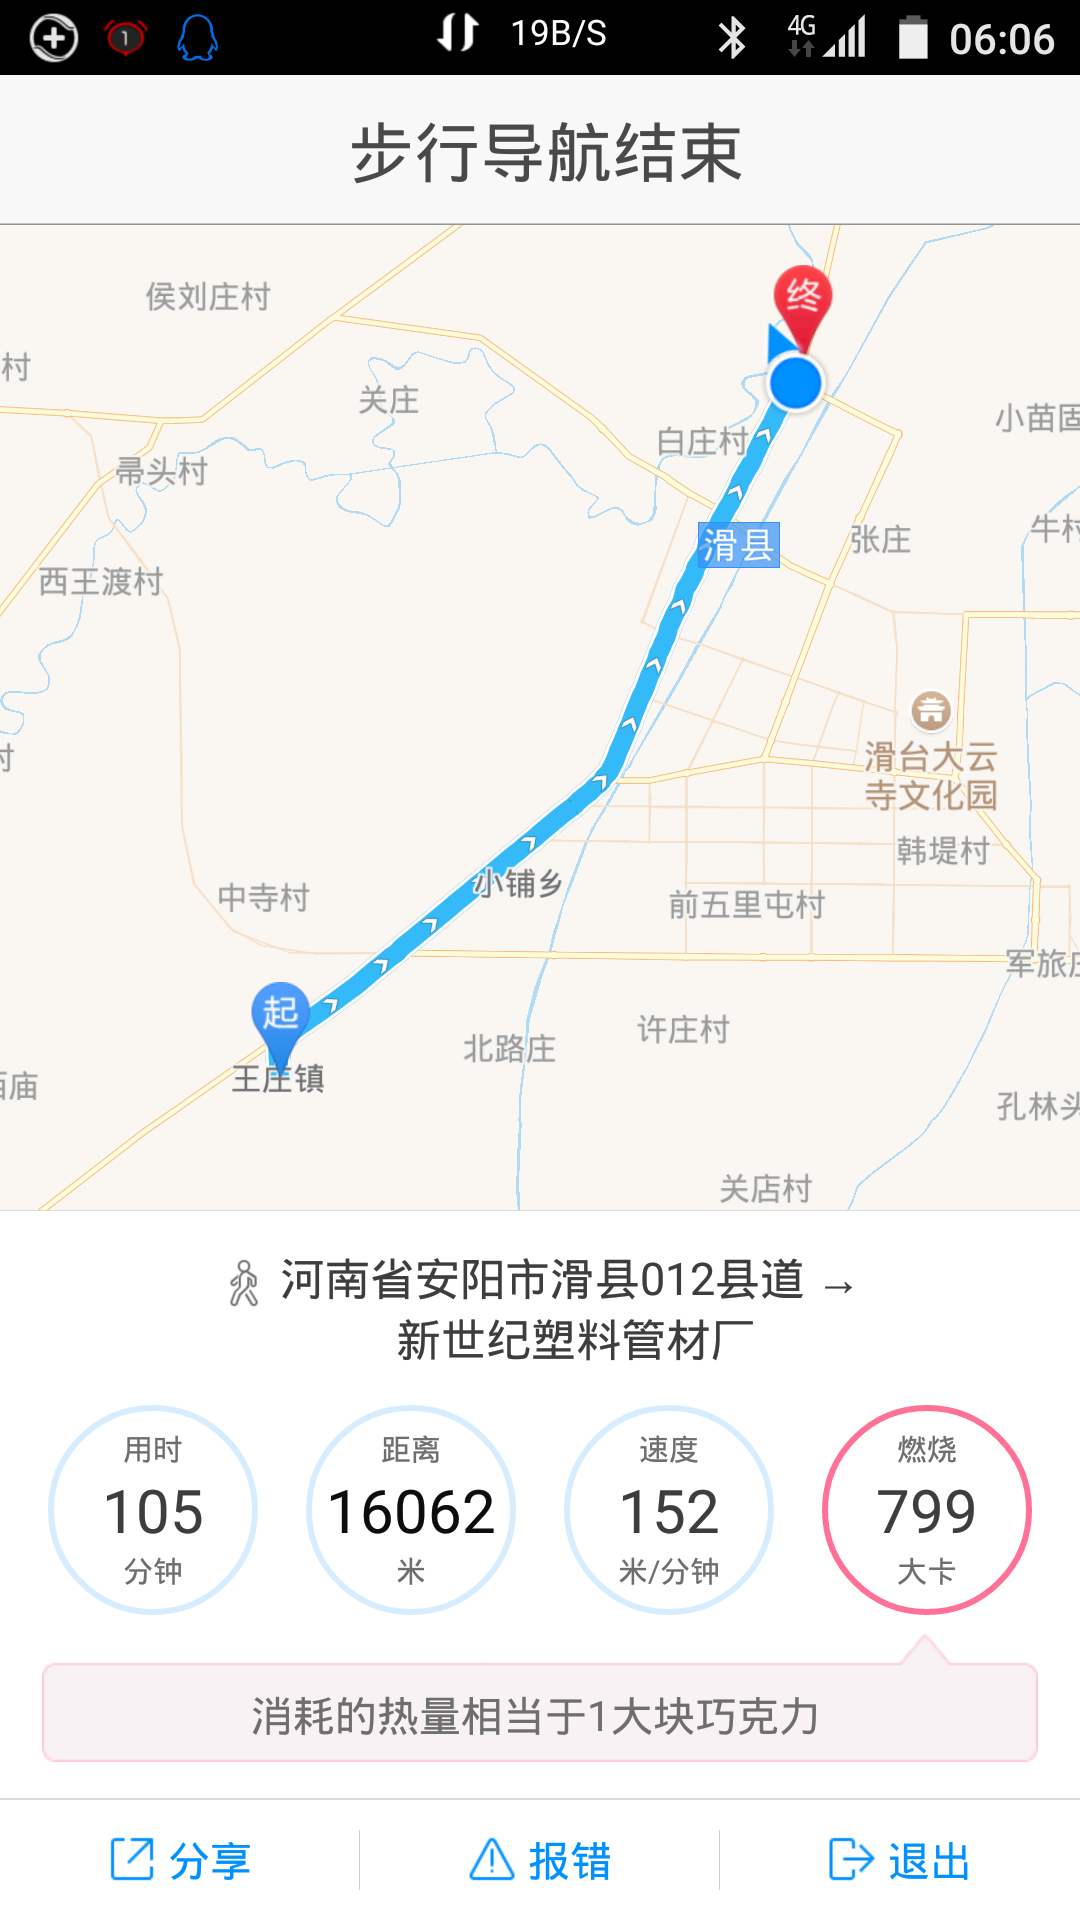 19B/S 4G 06:06
步行导航结束
侯刘庄村
终
村
关庄
小苗固
白庄村
帚头村
牛村
滑县
张庄
西王渡村
滑台大云
寺文化园
村
韩堤村
小铺乡
中寺村
前五里屯村
军旅庄
起
许庄村
北路庄
王庄镇
庙
孔林头
关店村
河南省安阳市滑县012县道 →
新世纪塑料管材厂
用时 距离 速度 燃烧
105 16062 152 799
分钟 米 米/分钟 大卡
消耗的热量相当于1大块巧克力
分享 报错 退出